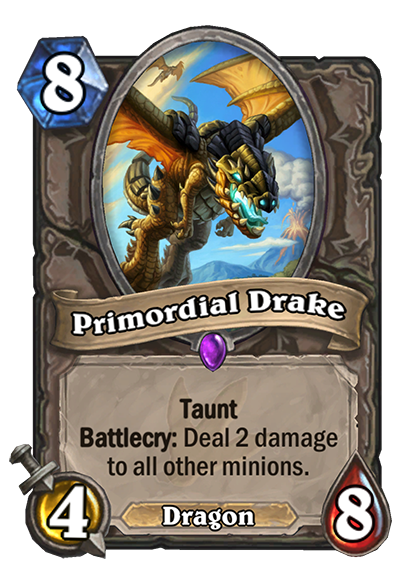 8
Primordial Drake
Taunt
Battlecry: Deal 2 damage
to all other minions.
4
Dragon
8